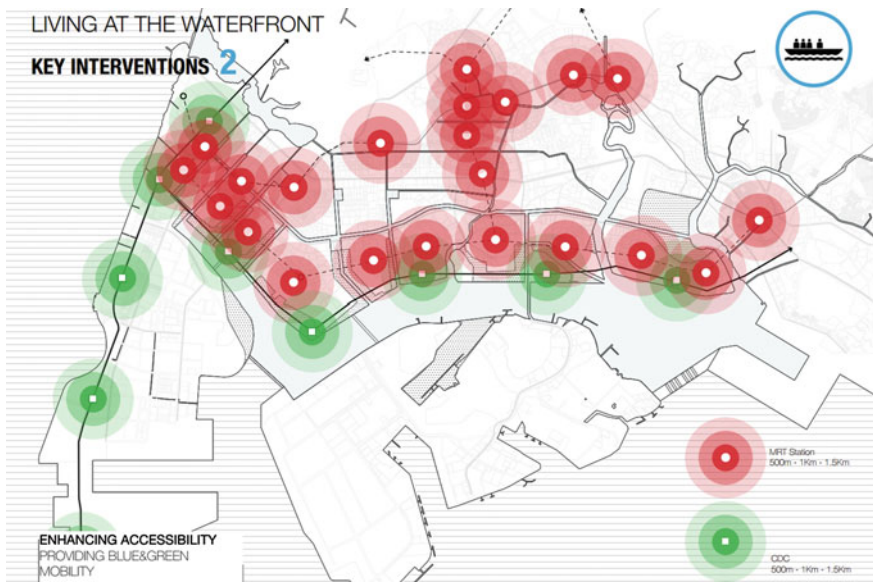 LIVING AT THE WATERFRONT
KEY INTERVENTIONS 2
MRT Station
500m - 1Km - 1.5Km
CDC
500m - 1Km - 1.5Km
ENHANCING ACCESSIBILITY
PROVIDING BLUE&GREEN
MOBILITY